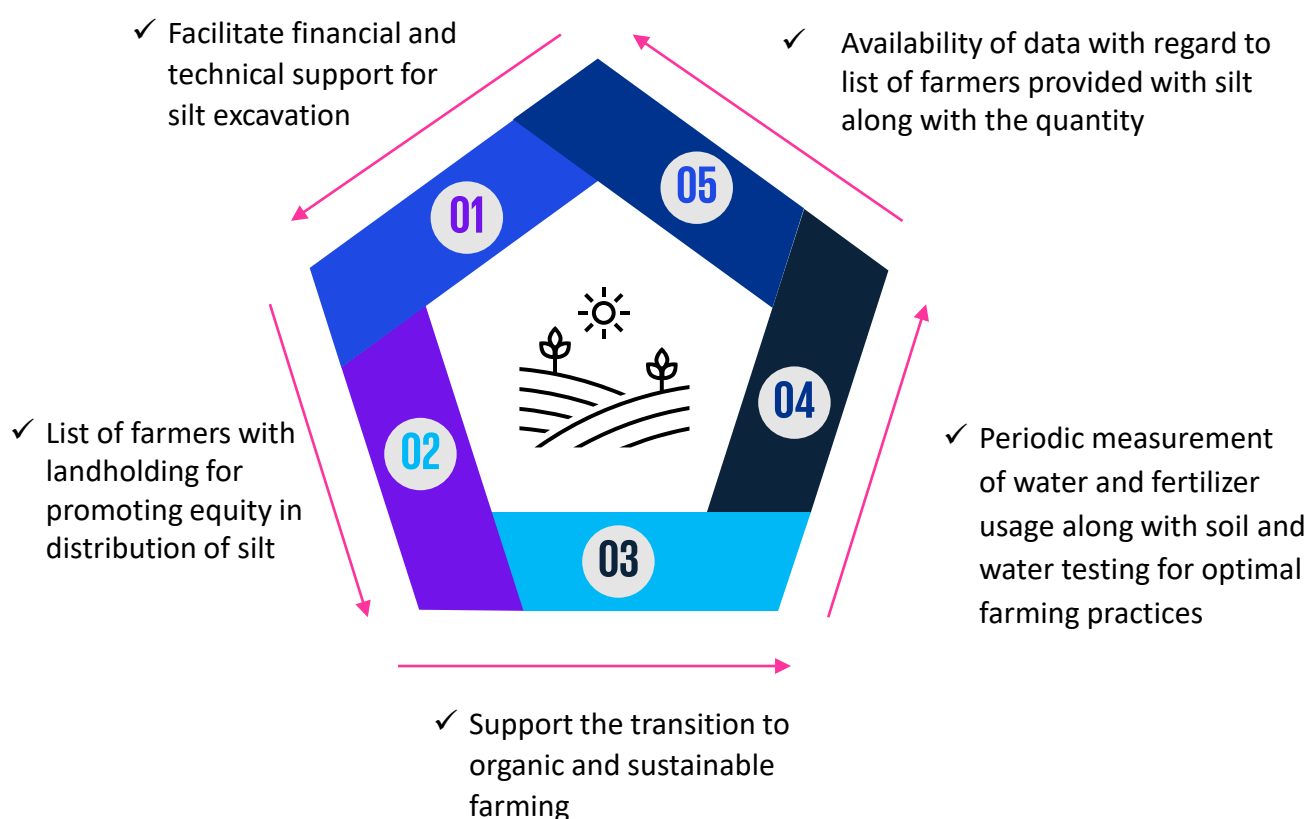 ✓ Facilitate financial and
technical support for
silt excavation
✓ Availability of data with regard to
list of farmers provided with silt
along with the quantity
01
05
02
04
03
✓ List of farmers with
landholding for
promoting equity in
distribution of silt
✓ Periodic measurement
of water and fertilizer
usage along with soil and
water testing for optimal
farming practices
✓ Support the transition to
organic and sustainable
farming